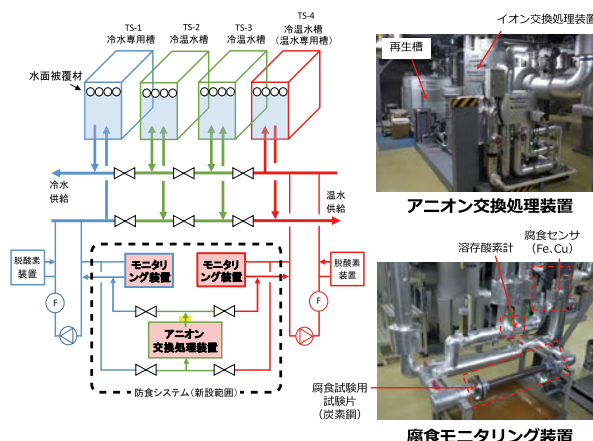 TS-1
冷水専用槽
TS-2
冷温水槽
TS-3
冷温水槽
TS-4
冷温水槽
(温水専用槽)
水面被覆材
冷水
供給
温水
供給
脱酸素
装置
F
モニタリ
ング装置
モニタリ
ング装置
脱酸素
装置
F
アニオン
交換処理装置
防食システム(新設範囲)
イオン交換処理装置
再生槽
アニオン交換処理装置
腐食センサ
(Fe、Cu)
溶存酸素計
腐食試験用
試験片
(炭素鋼)
腐食モニタリング装置